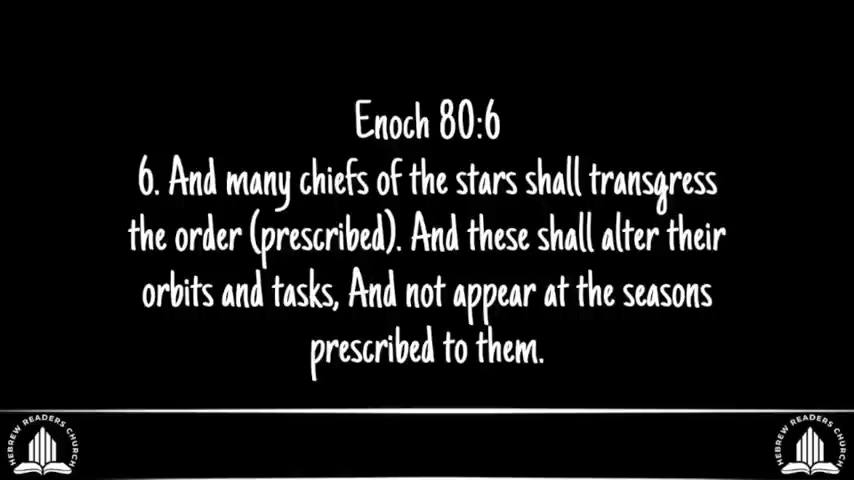 Enoch 80:6
6. And many chiefs of the stars shall transgress
the order (prescribed). And these shall alter their
orbits and tasks, And not appear at the seasons
prescribed to them.
HEBREW READERS CHURCH
HEBREW READERS CHURCH